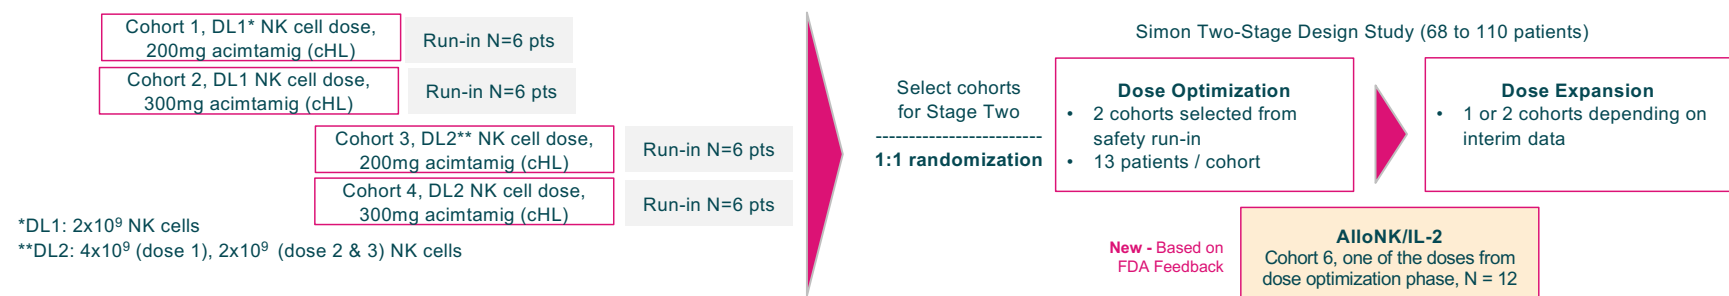 Cohort 1, DL1* NK cell dose,
200mg acimtamig (cHL)
Run-in N=6 pts
Cohort 2, DL1 NK cell dose,
300mg acimtamig (cHL)
Run-in N=6 pts
Cohort 3, DL2** NK cell dose,
200mg acimtamig (cHL)
Run-in N=6 pts
Cohort 4, DL2 NK cell dose,
300mg acimtamig (cHL)
Run-in N=6 pts
*DL1: 2x10⁹ NK cells
**DL2: 4x10⁹ (dose 1), 2x10⁹ (dose 2 & 3) NK cells
Select cohorts
for Stage Two
-------------------------
1:1 randomization
Simon Two-Stage Design Study (68 to 110 patients)
Dose Optimization
• 2 cohorts selected from
safety run-in
• 13 patients / cohort
Dose Expansion
• 1 or 2 cohorts depending on
interim data
New - Based on
FDA Feedback
AlloNK/IL-2
Cohort 6, one of the doses from
dose optimization phase, N = 12